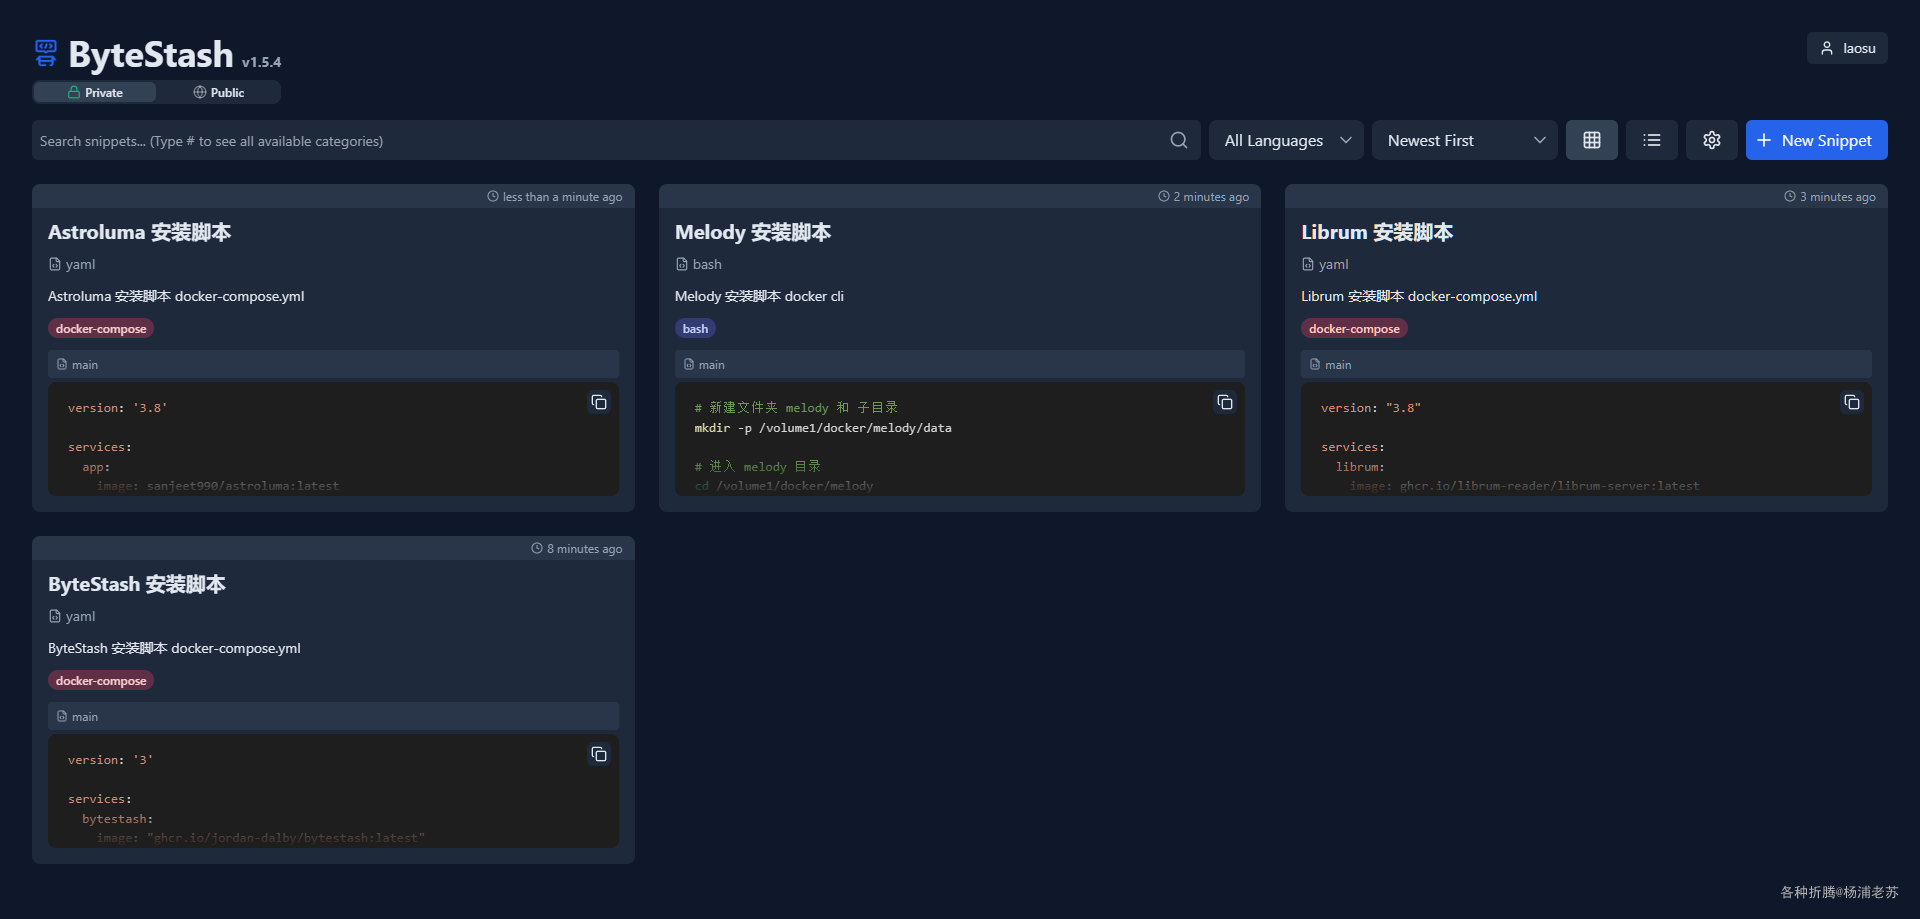 ByteStash v1.5.4
laosu
Private Public
Search snippets... (Type # to see all available categories)
All Languages
Newest First
New Snippet
less than a minute ago
Astroluma 安装脚本
yaml
Astroluma 安装脚本 docker-compose.yml
docker-compose
main
version: '3.8'
services:
app:
image: sanjeet990/astroluma:latest
2 minutes ago
Melody 安装脚本
bash
Melody 安装脚本 docker cli
bash
main
# 新建文件夹 melody 和 子目录
mkdir -p /volume1/docker/melody/data
# 进入 melody 目录
cd /volume1/docker/melody
3 minutes ago
Librum 安装脚本
yaml
Librum 安装脚本 docker-compose.yml
docker-compose
main
version: "3.8"
services:
librum:
image: ghcr.io/librum-reader/librum-server:latest
8 minutes ago
ByteStash 安装脚本
yaml
ByteStash 安装脚本 docker-compose.yml
docker-compose
main
version: '3'
services:
bytestash:
image: "ghcr.io/jordan-dalby/bytestash:latest"
各种折腾@杨浦老苏